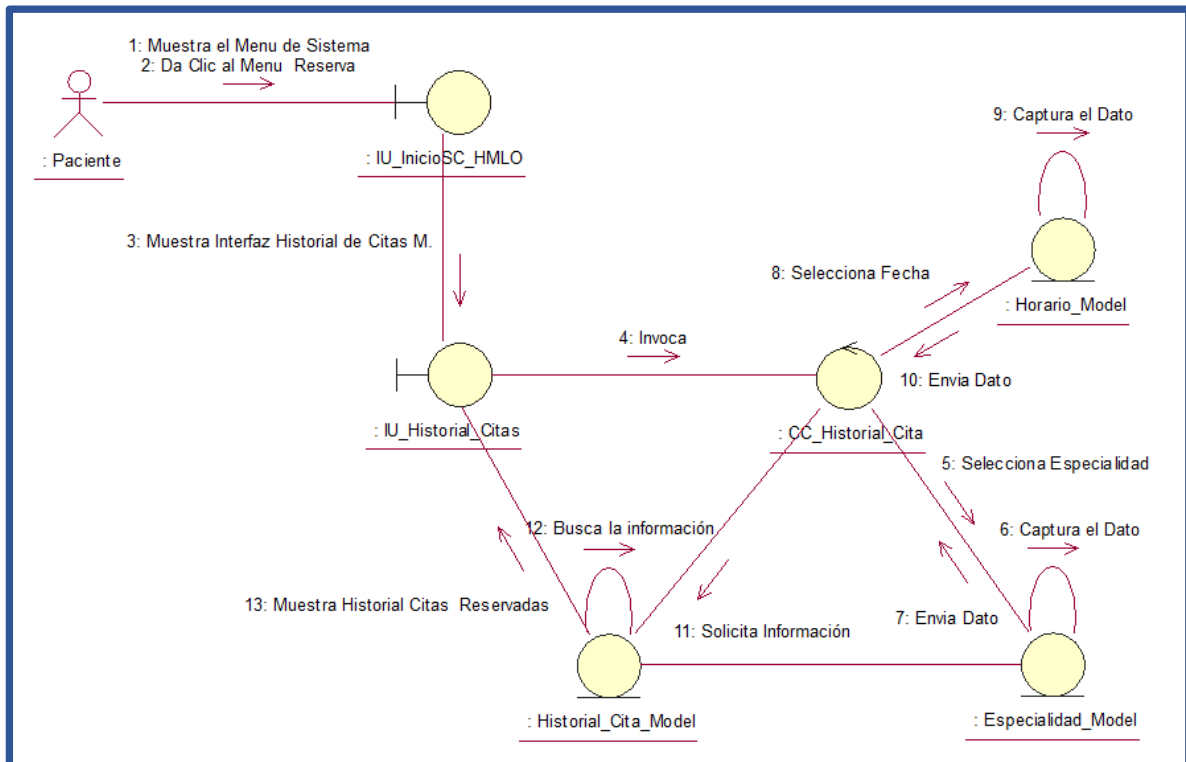 1: Muestra el Menu de Sistema
2: Da Clic al Menu Reserva
: Paciente
: IU_InicioSC_HMLO
9: Captura el Dato
3: Muestra Interfaz Historial de Citas M.
8: Selecciona Fecha
: Horario_Model
4: Invoca
10: Envia Dato
: IU_Historial_Citas
: CC_Historial_Cita
5: Selecciona Especialidad
12: Busca la información
6: Captura el Dato
13: Muestra Historial Citas Reservadas
11: Solicita Información
7: Envia Dato
: Historial_Cita_Model
: Especialidad_Model